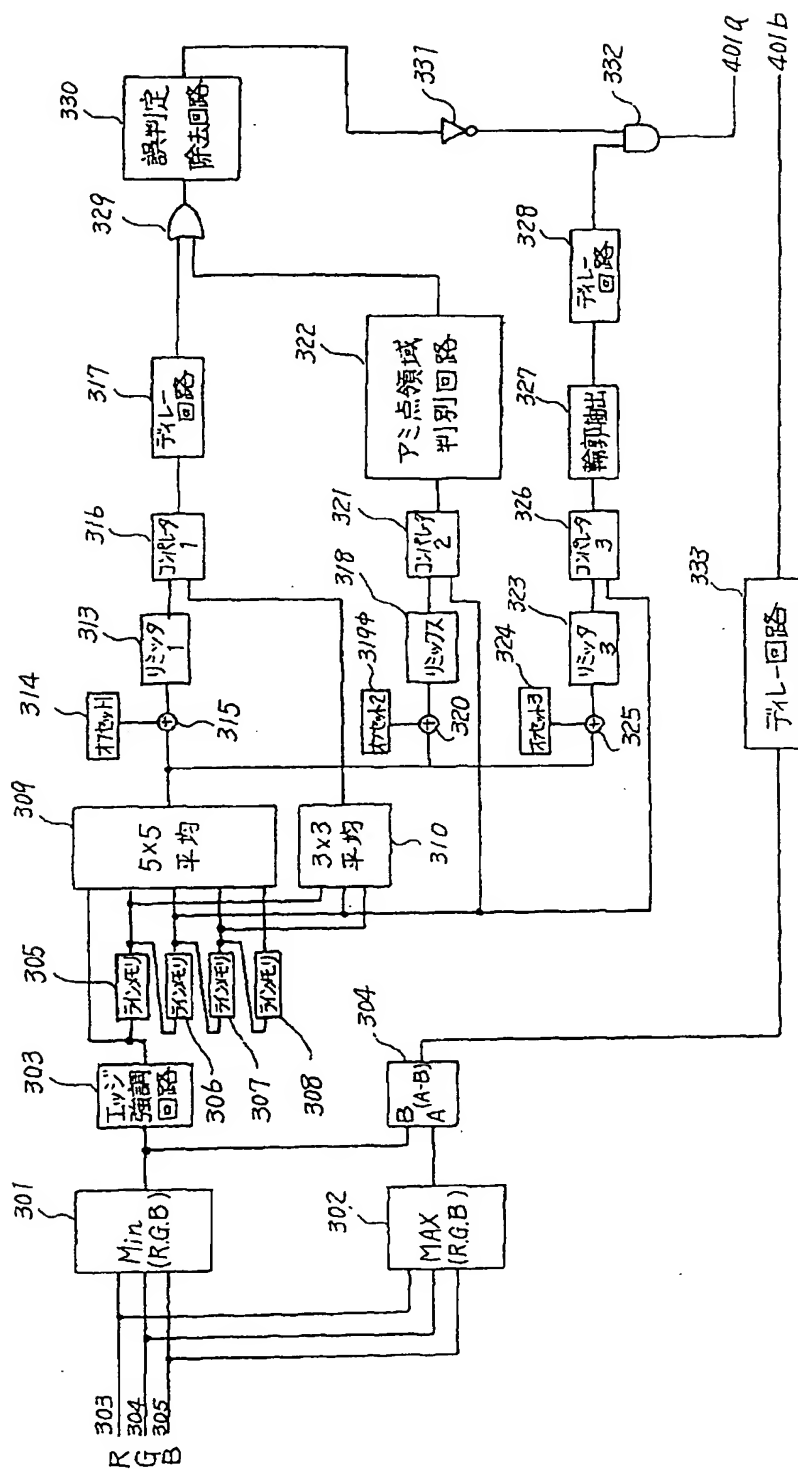 R
G
B
303
304
305
301
Min
(R.G.B)
302
MAX
(R.G.B)
303
エッジ
強調
回路
304
B
(A-B)
A
305
ラインメモリ
306
ラインメモリ
307
ラインメモリ
308
ラインメモリ
309
5×5
平均
310
3×3
平均
314
オフセット1
315
313
リミッタ
1
316
コンパレータ
1
317
ディレー
回路
319φ
オフセット2
320
318
リミックス
321
コンパレータ
2
322
アミ点領域
判別回路
324
オフセット3
325
323
リミッタ
3
326
コンパレータ
3
327
輪郭抽出
328
ディレー
回路
329
330
誤判定
除法回路
331
332
333
ディレー回路
401a
401b